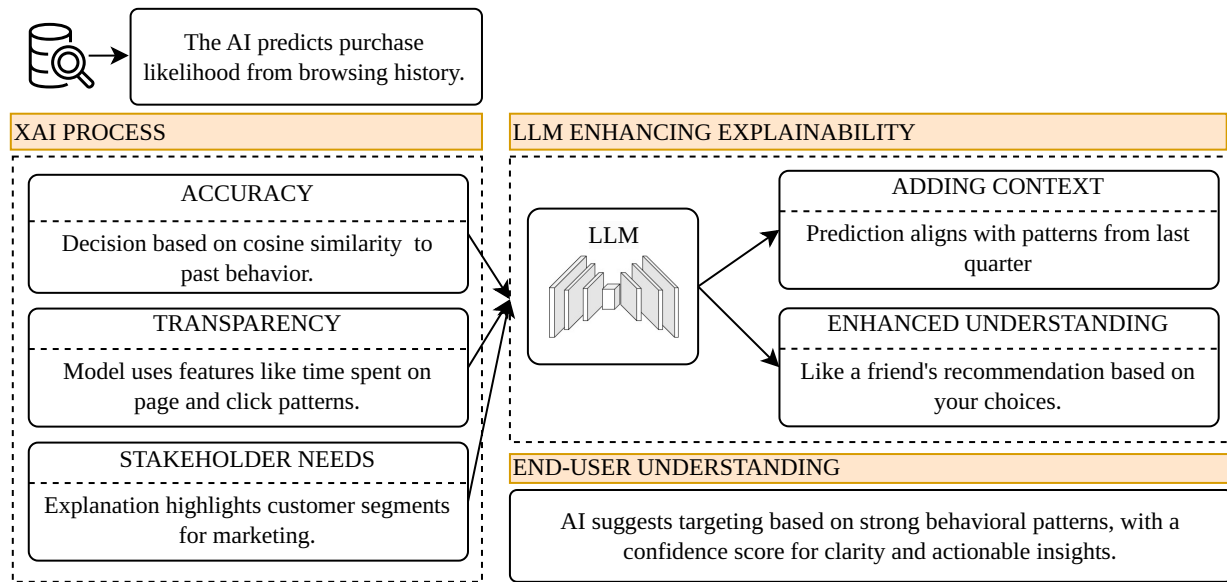 The AI predicts purchase
likelihood from browsing history.
XAI PROCESS
ACCURACY
Decision based on cosine similarity to
past behavior.
TRANSPARENCY
Model uses features like time spent on
page and click patterns.
STAKEHOLDER NEEDS
Explanation highlights customer segments
for marketing.
LLM ENHANCING EXPLAINABILITY
LLM
ADDING CONTEXT
Prediction aligns with patterns from last
quarter
ENHANCED UNDERSTANDING
Like a friend's recommendation based on
your choices.
END-USER UNDERSTANDING
AI suggests targeting based on strong behavioral patterns, with a
confidence score for clarity and actionable insights.